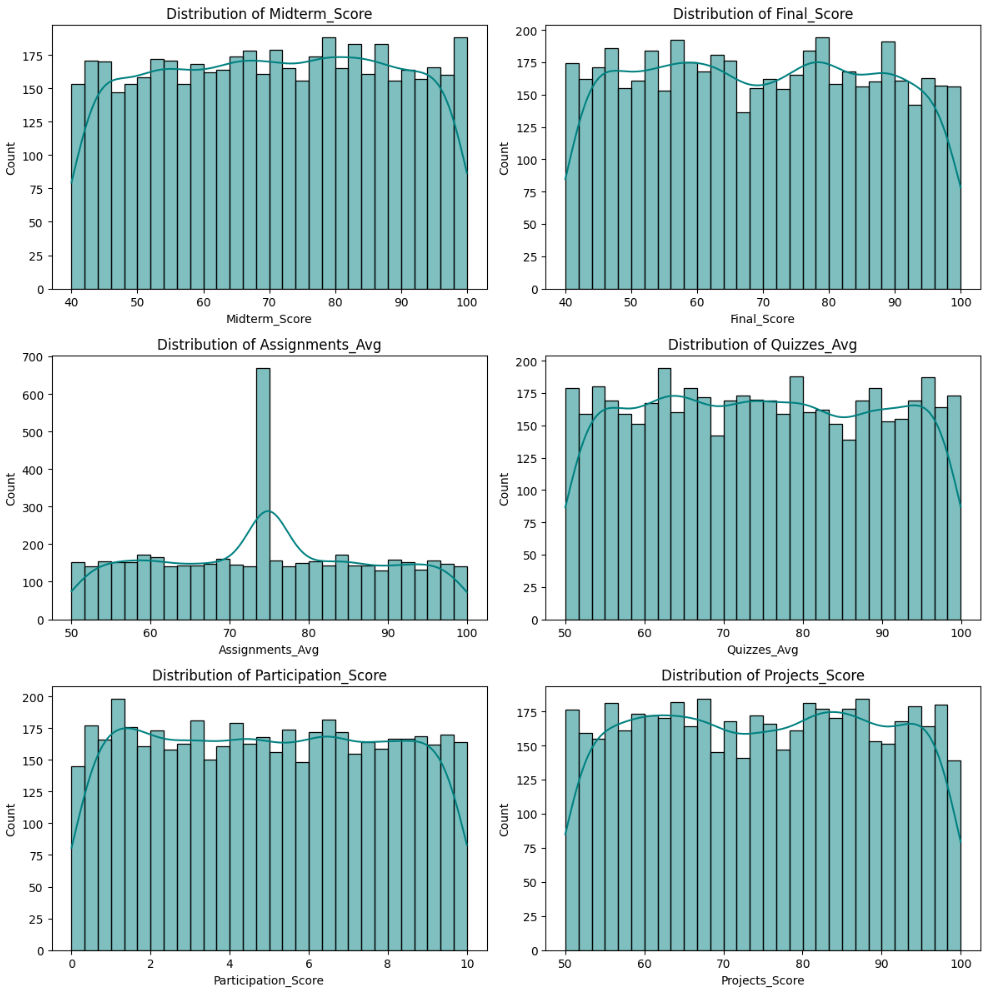 Distribution of Midterm_Score
Count
175
150
125
100
75
50
25
0
40 50 60 70 80 90 100
Midterm_Score
Distribution of Final_Score
Count
200
175
150
125
100
75
50
25
0
40 50 60 70 80 90 100
Final_Score
Distribution of Assignments_Avg
Count
700
600
500
400
300
200
100
0
50 60 70 80 90 100
Assignments_Avg
Distribution of Quizzes_Avg
Count
200
175
150
125
100
75
50
25
0
50 60 70 80 90 100
Quizzes_Avg
Distribution of Participation_Score
Count
200
175
150
125
100
75
50
25
0
0 2 4 6 8 10
Participation_Score
Distribution of Projects_Score
Count
175
150
125
100
75
50
25
0
50 60 70 80 90 100
Projects_Score